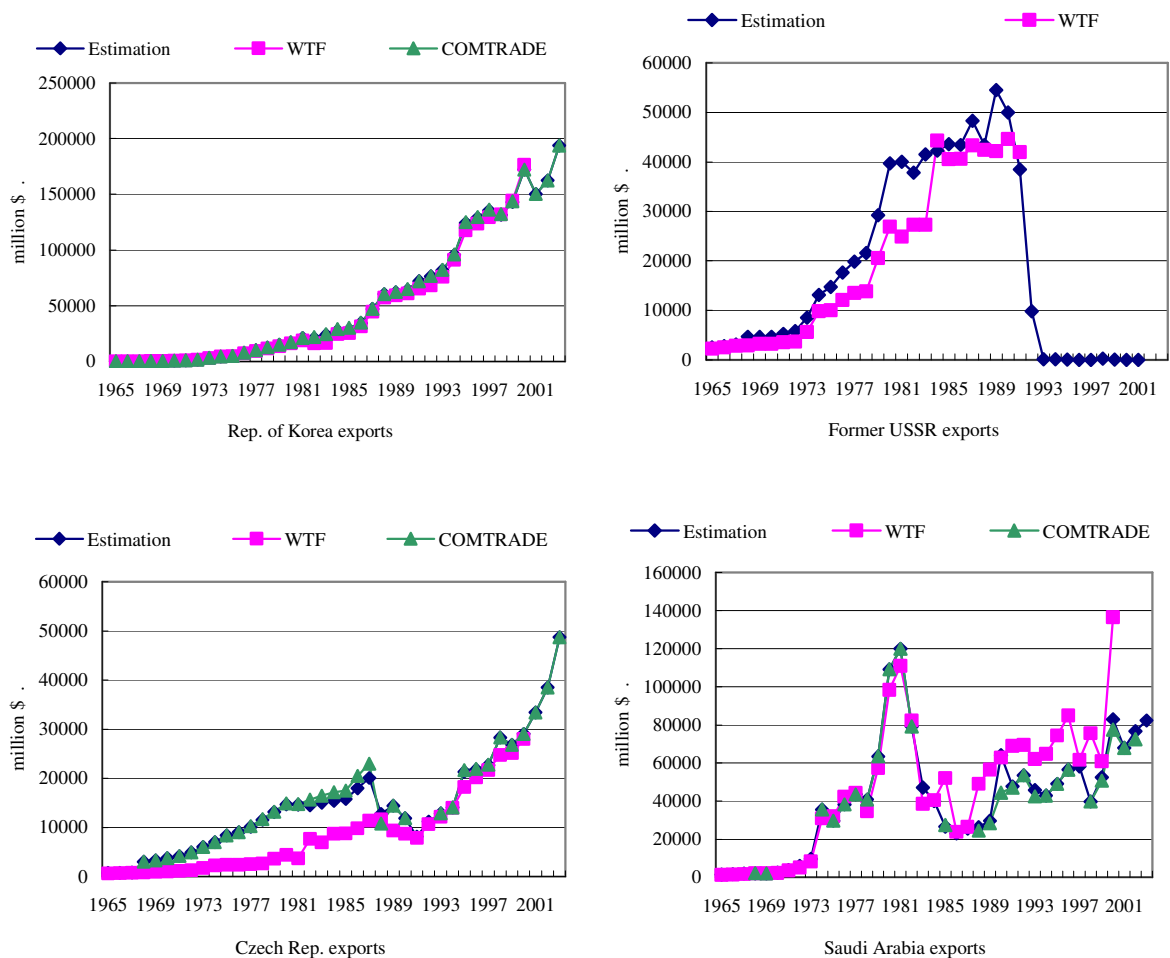 Estimation WTF COMTRADE
250000
200000
150000
100000
50000
0
million $ .
1965 1969 1973 1977 1981 1985 1989 1993 1997 2001
Rep. of Korea exports
Estimation WTF
60000
50000
40000
30000
20000
10000
0
million $ .
1965 1969 1973 1977 1981 1985 1989 1993 1997 2001
Former USSR exports
Estimation WTF COMTRADE
60000
50000
40000
30000
20000
10000
0
million $ .
1965 1969 1973 1977 1981 1985 1989 1993 1997 2001
Czech Rep. exports
Estimation WTF COMTRADE
160000
140000
120000
100000
80000
60000
40000
20000
0
million $ .
1965 1969 1973 1977 1981 1985 1989 1993 1997 2001
Saudi Arabia exports